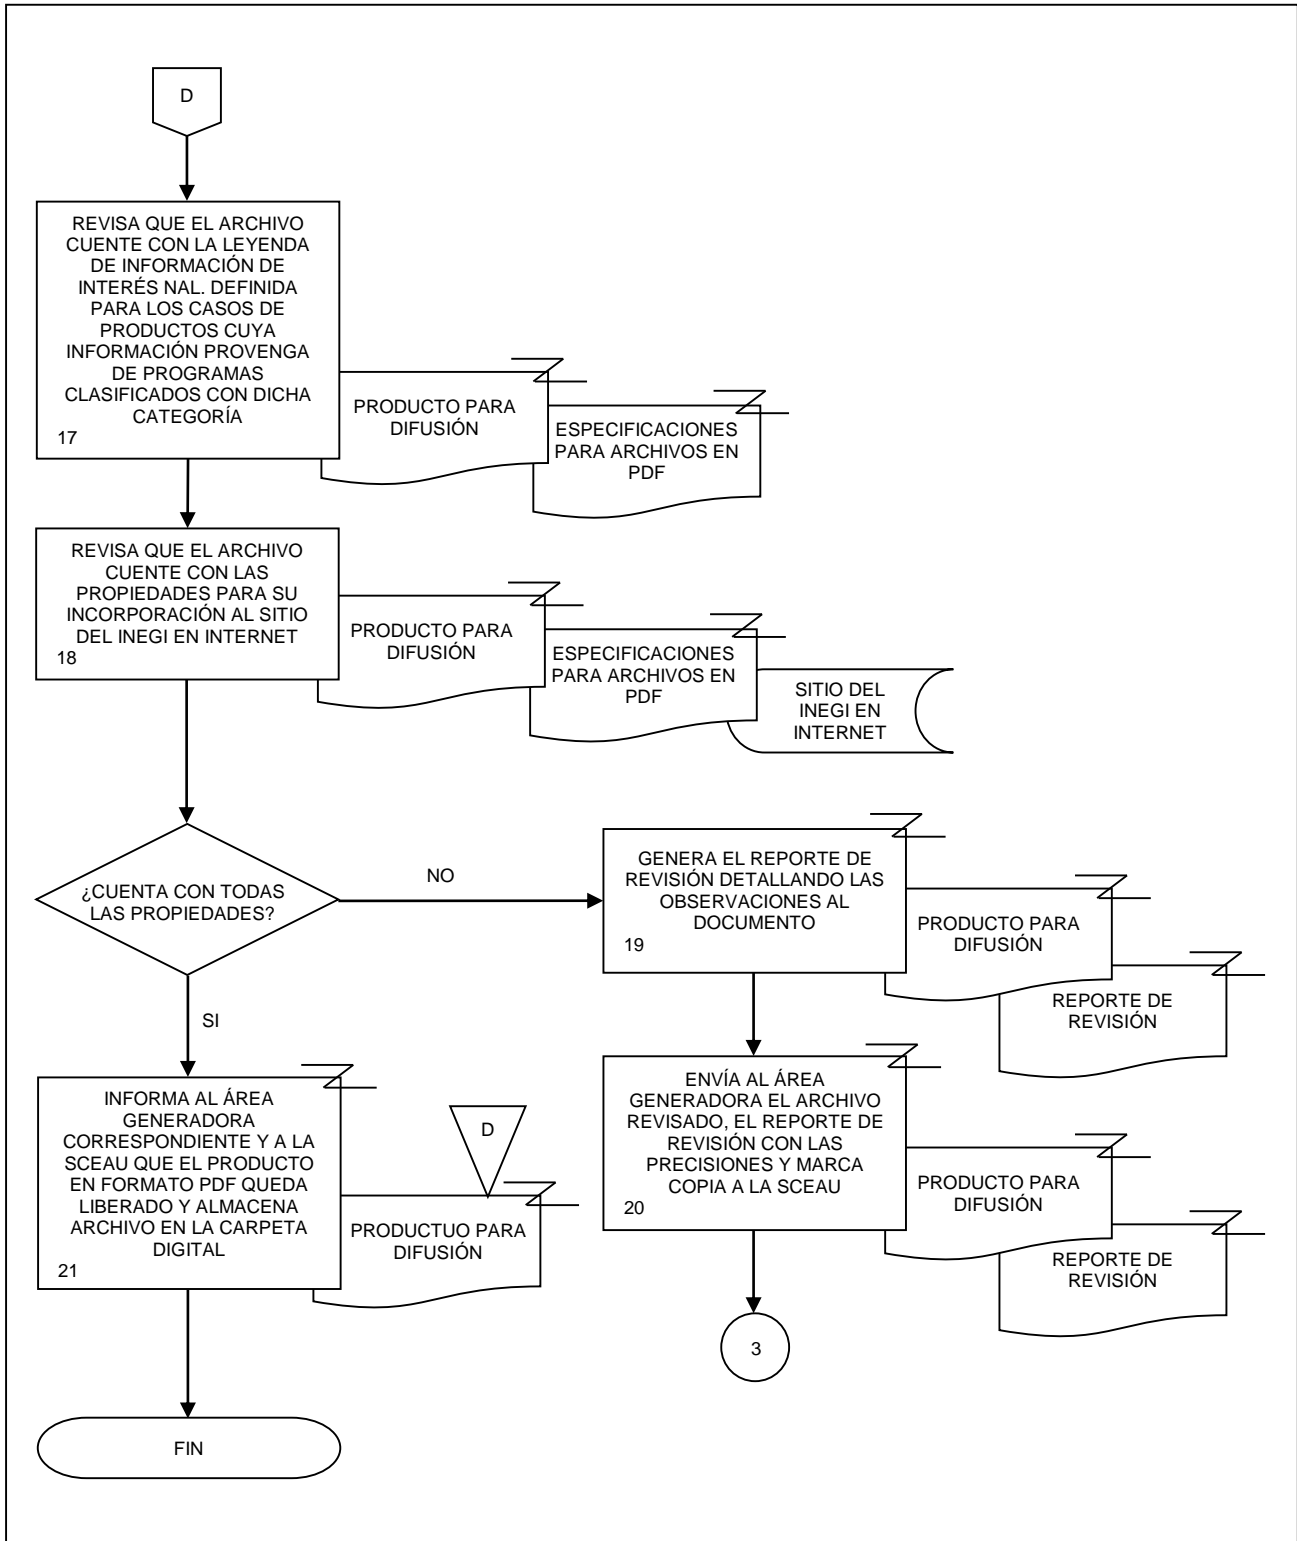 D
REVISA QUE EL ARCHIVO
CUENTE CON LA LEYENDA
DE INFORMACIÓN DE
INTERÉS NAL. DEFINIDA
PARA LOS CASOS DE
PRODUCTOS CUYA
INFORMACIÓN PROVENGA
DE PROGRAMAS
CLASIFICADOS CON DICHA
CATEGORÍA
17
PRODUCTO PARA
DIFUSIÓN
ESPECIFICACIONES
PARA ARCHIVOS EN
PDF
REVISA QUE EL ARCHIVO
CUENTE CON LAS
PROPIEDADES PARA SU
INCORPORACIÓN AL SITIO
DEL INEGI EN INTERNET
18
PRODUCTO PARA
DIFUSIÓN
ESPECIFICACIONES
PARA ARCHIVOS EN
PDF
SITIO DEL
INEGI EN
INTERNET
¿CUENTA CON TODAS
LAS PROPIEDADES?
NO
GENERA EL REPORTE DE
REVISIÓN DETALLANDO LAS
OBSERVACIONES AL
DOCUMENTO
19
PRODUCTO PARA
DIFUSIÓN
REPORTE DE
REVISIÓN
SI
ENVÍA AL ÁREA
GENERADORA EL ARCHIVO
REVISADO, EL REPORTE DE
REVISIÓN CON LAS
PRECISIONES Y MARCA
COPIA A LA SCEAU
20
PRODUCTO PARA
DIFUSIÓN
REPORTE DE
REVISIÓN
3
INFORMA AL ÁREA
GENERADORA
CORRESPONDIENTE Y A LA
SCEAU QUE EL PRODUCTO
EN FORMATO PDF QUEDA
LIBERADO Y ALMACENA
ARCHIVO EN LA CARPETA
DIGITAL
21
D
PRODUCTUO PARA
DIFUSIÓN
FIN